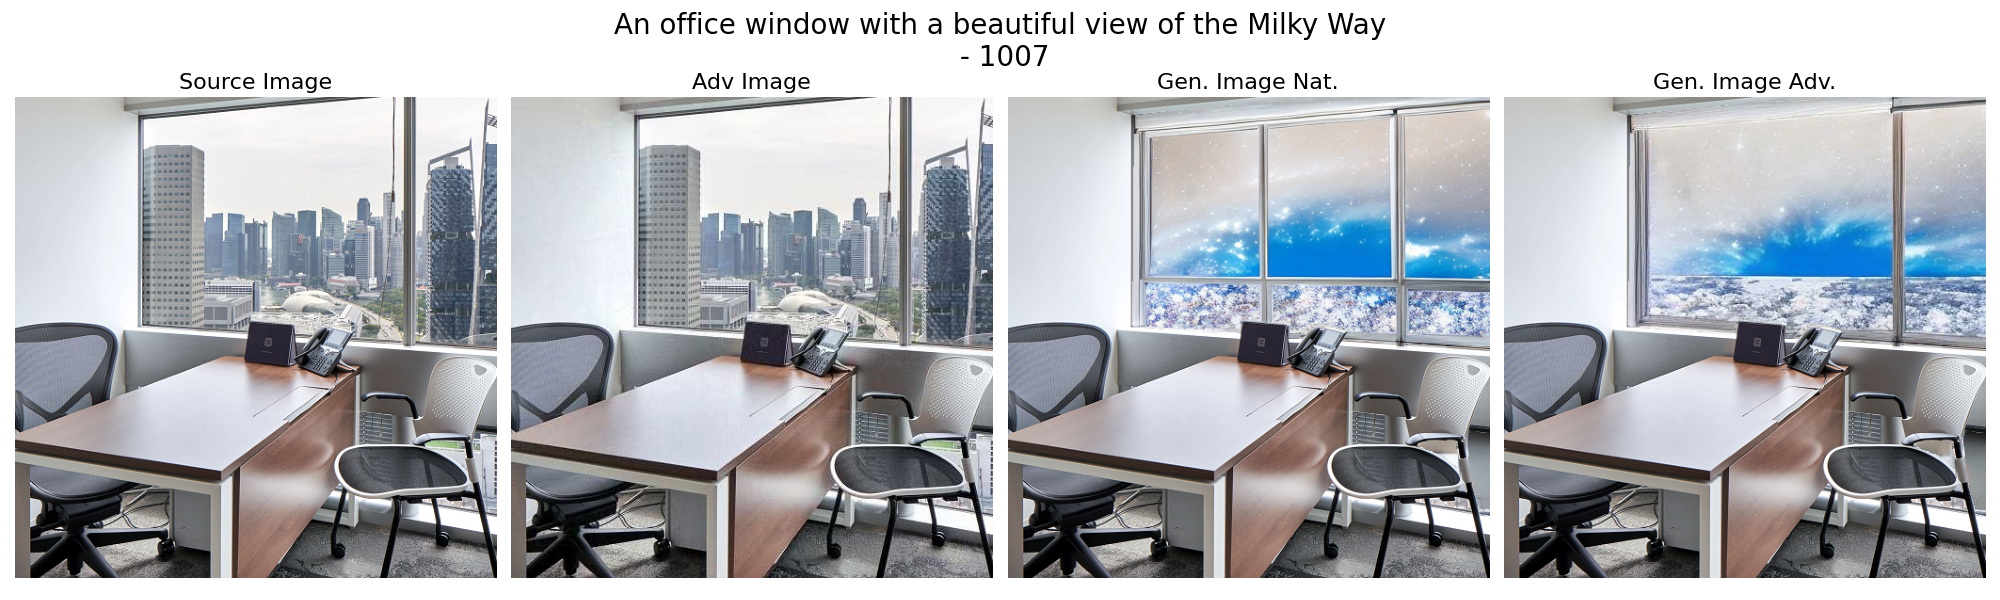 An office window with a beautiful view of the Milky Way
- 1007
Source Image
Adv Image
Gen. Image Nat.
Gen. Image Adv.